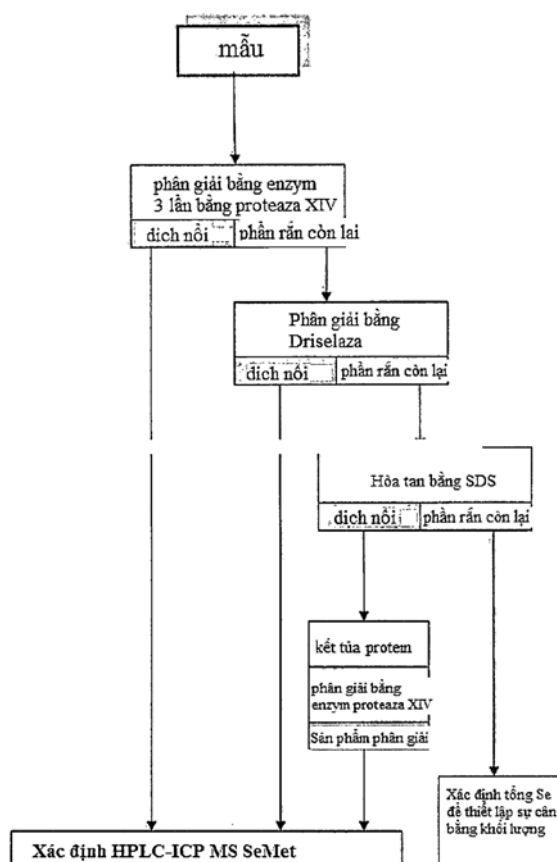 mẫu
phân giải bằng enzym
3 lần bằng proteaza XIV
dịch nổi
phần rắn còn lại
Phân giải bằng
Driselaza
dịch nổi
phần rắn còn lại
Hòa tan bằng SDS
dịch nổi
phần rắn còn lại
kết tủa protein
phân giải bằng
enzym proteaza XIV
Sản phẩm phân giải
Xác định tổng Se
để thiết lập sự cân
bằng khối lượng
Xác định HPLC-ICP MS SeMet